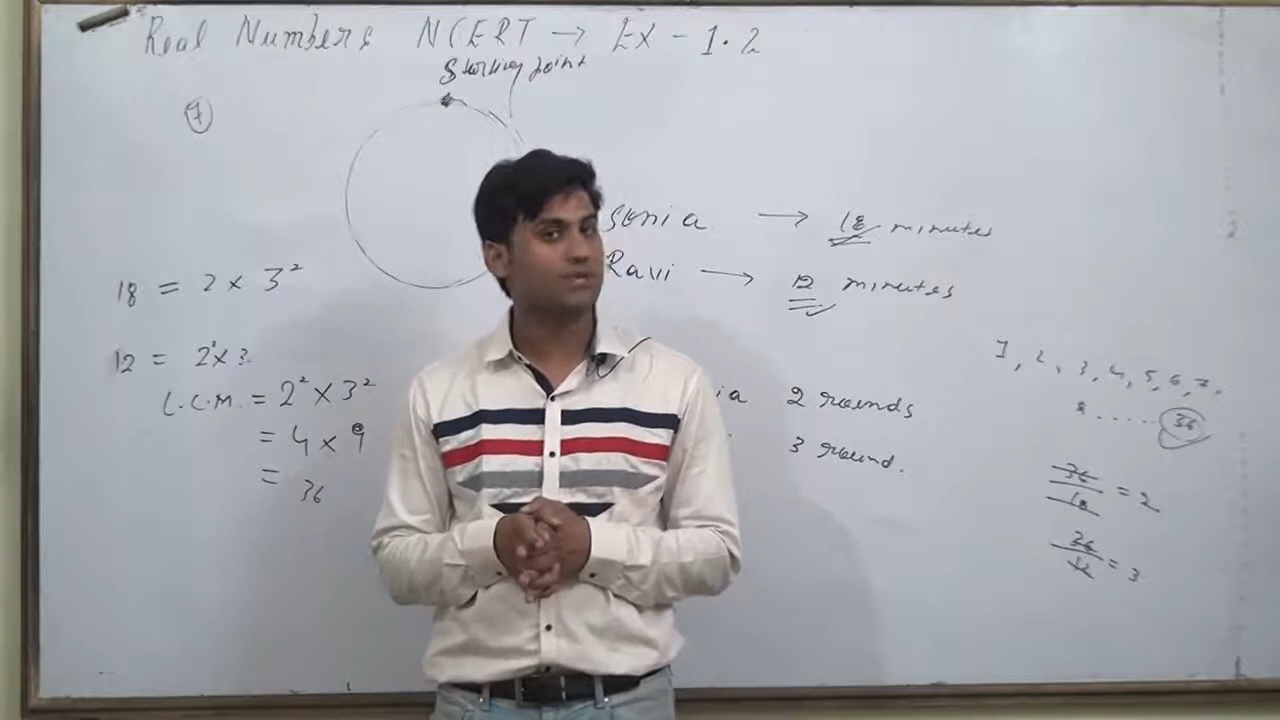 Real Numbers NCERT → Ex - 1.2
Starting point
7
Sonia → 18 minutes
Ravi → 12 minutes
18 = 2 × 3²
12 = 2² × 3
L.C.M. = 2² × 3²
= 4 × 9
= 36
ia 2 rounds
3 round.
1, 2, 3, 4, 5, 6, 7,
8 ..... 36
36/18 = 2
36/12 = 3